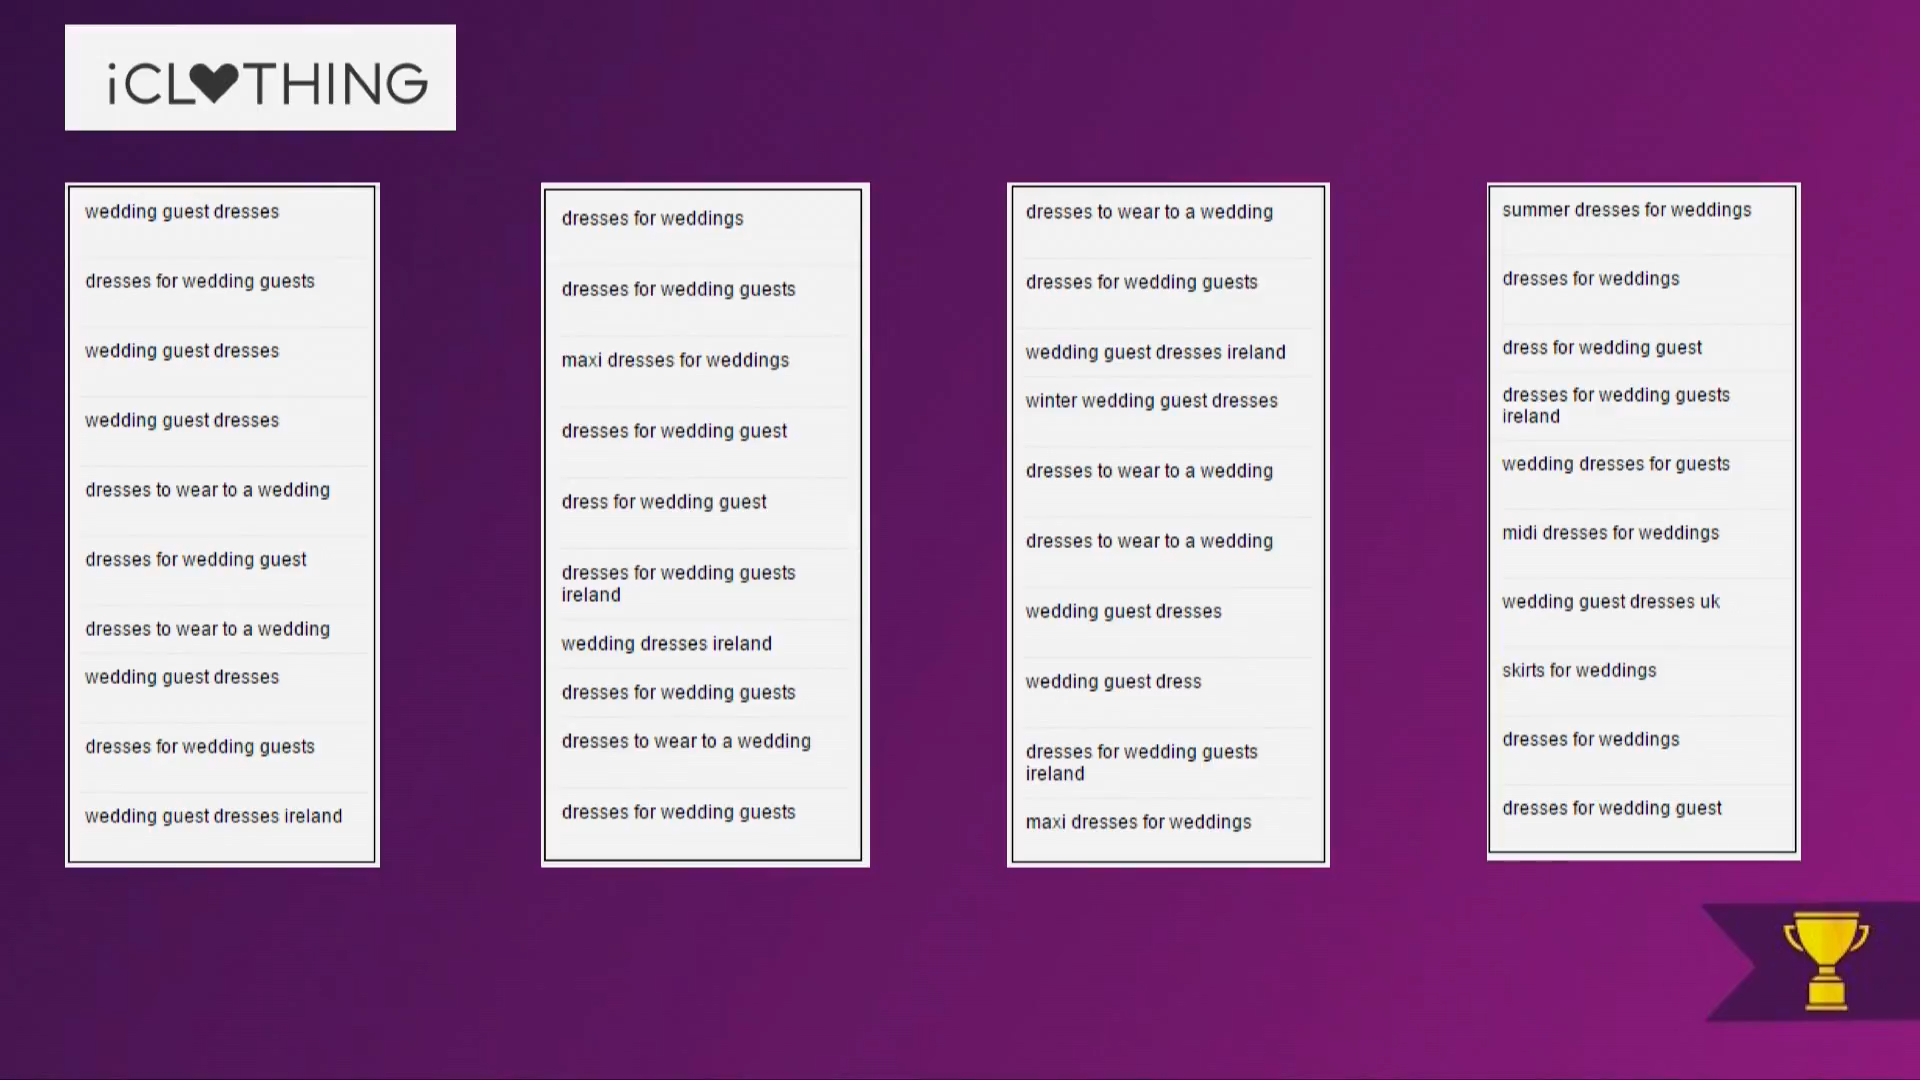 iCL♥THING
wedding guest dresses
dresses for wedding guests
wedding guest dresses
wedding guest dresses
dresses to wear to a wedding
dresses for wedding guest
dresses to wear to a wedding
wedding guest dresses
dresses for wedding guests
wedding guest dresses ireland
dresses for weddings
dresses for wedding guests
maxi dresses for weddings
dresses for wedding guest
dress for wedding guest
dresses for wedding guests
ireland
wedding dresses ireland
dresses for wedding guests
dresses to wear to a wedding
dresses for wedding guests
dresses to wear to a wedding
dresses for wedding guests
wedding guest dresses ireland
winter wedding guest dresses
dresses to wear to a wedding
dresses to wear to a wedding
wedding guest dresses
wedding guest dress
dresses for wedding guests
ireland
maxi dresses for weddings
summer dresses for weddings
dresses for weddings
dress for wedding guest
dresses for wedding guests
ireland
wedding dresses for guests
midi dresses for weddings
wedding guest dresses uk
skirts for weddings
dresses for weddings
dresses for wedding guest